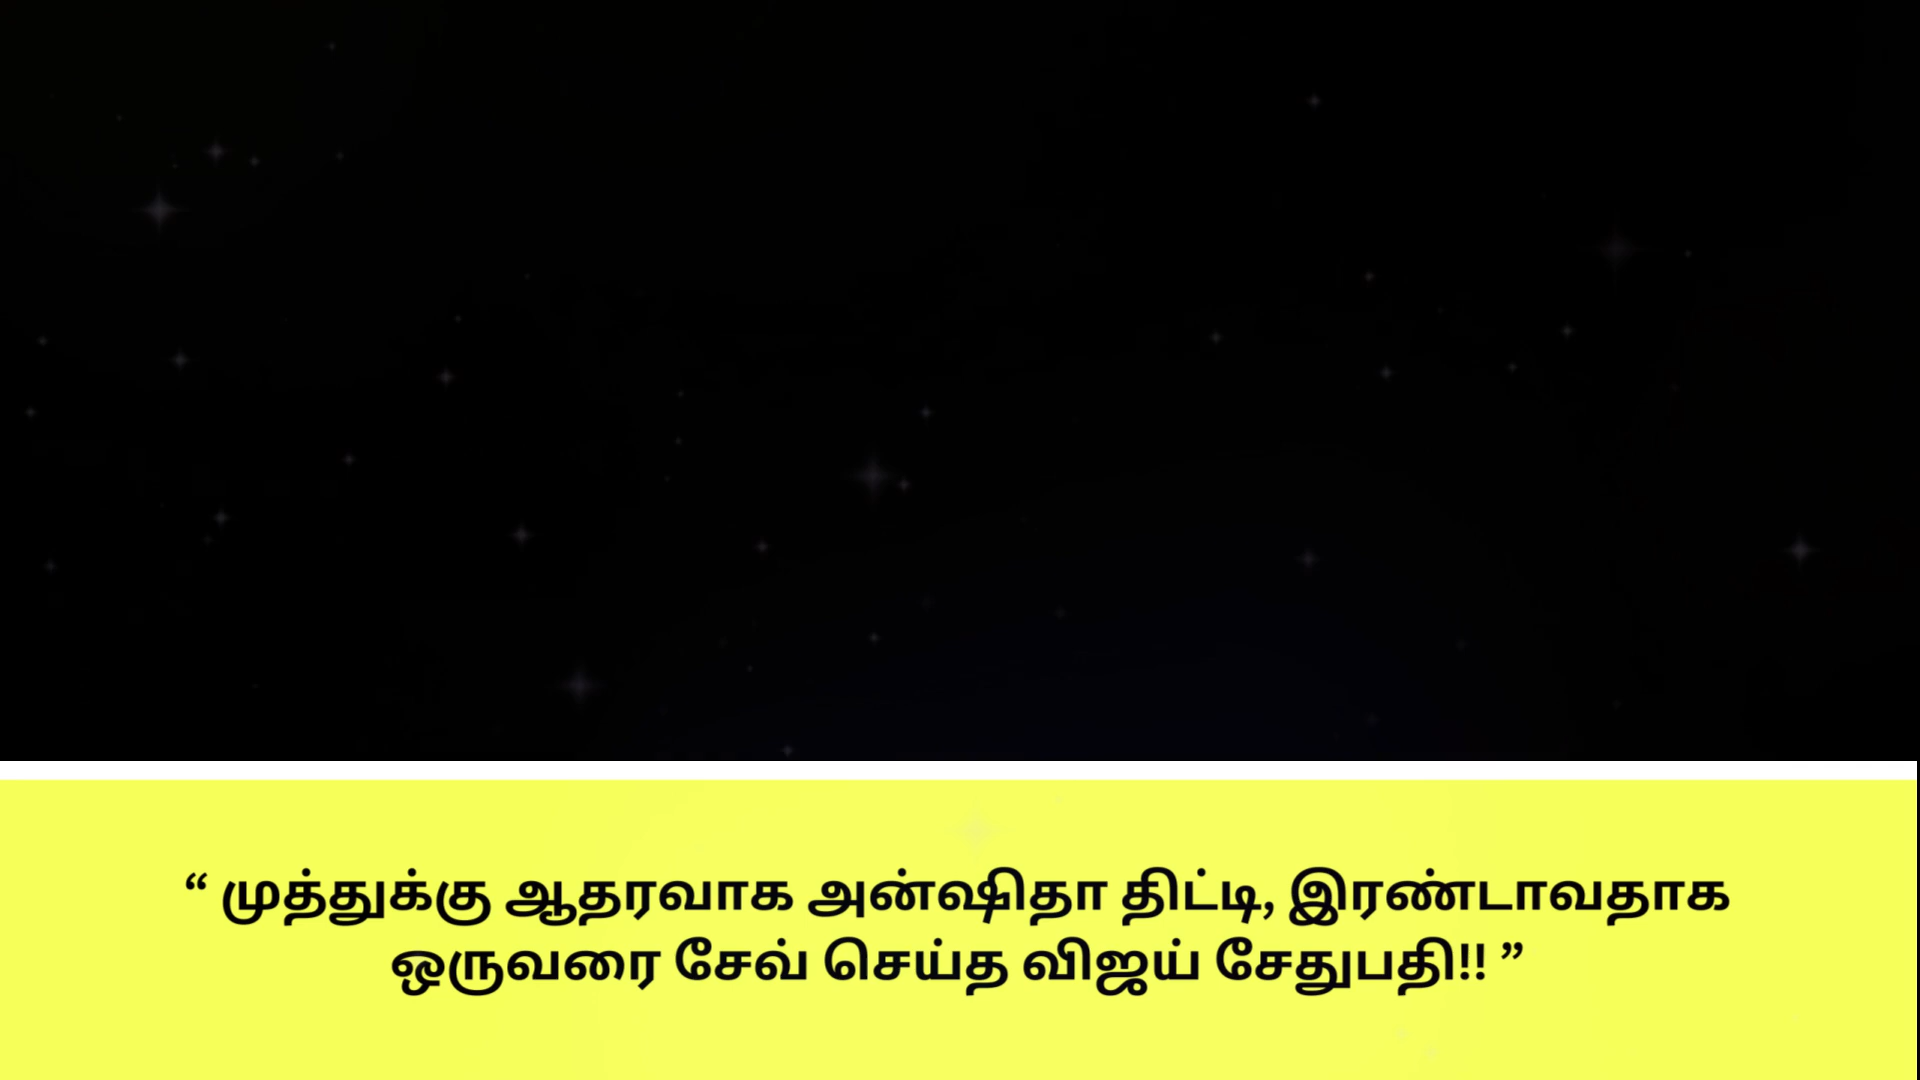 “ முத்துக்கு ஆதரவாக அன்ஷிதா திட்டி, இரண்டாவதாக
ஒருவரை சேவ் செய்த விஜய் சேதுபதி!! ”